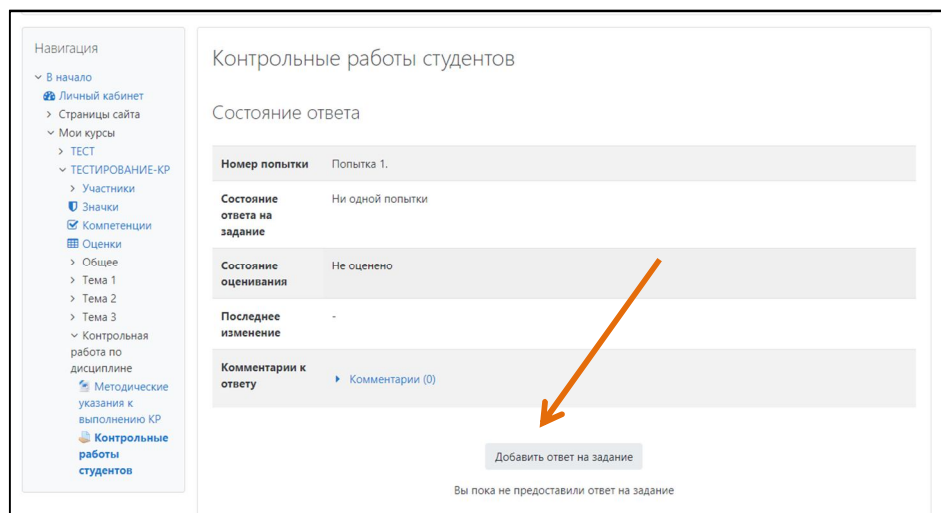 Навигация
В начало
Личный кабинет
Страницы сайта
Мои курсы
ТЕСТ
ТЕСТИРОВАНИЕ-КР
Участники
Значки
Компетенции
Оценки
Общее
Тема 1
Тема 2
Тема 3
Контрольная
работа по
дисциплине
Методические
указания к
выполнению КР
Контрольные
работы
студентов
Контрольные работы студентов
Состояние ответа
Номер попытки Попытка 1.
Состояние Ни одной попытки
ответа на
задание
Состояние Не оценено
оценивания
Последнее -
изменение
Комментарии к
ответу Комментарии (0)
Добавить ответ на задание
Вы пока не предоставили ответ на задание